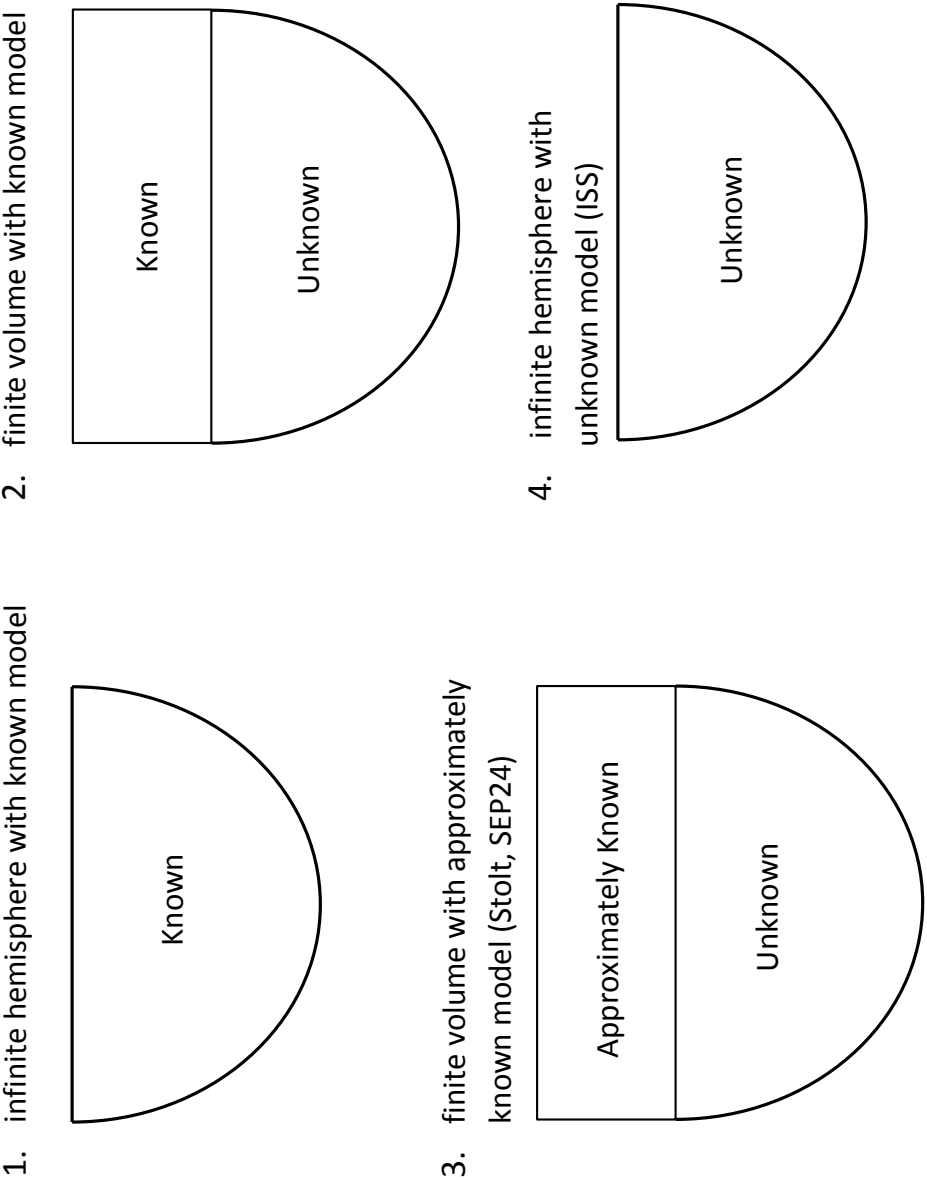 1. infinite hemisphere with known model
Known
2. finite volume with known model
Known
Unknown
3. finite volume with approximately
known model (Stolt, SEP24)
Approximately Known
Unknown
4. infinite hemisphere with
unknown model (ISS)
Unknown